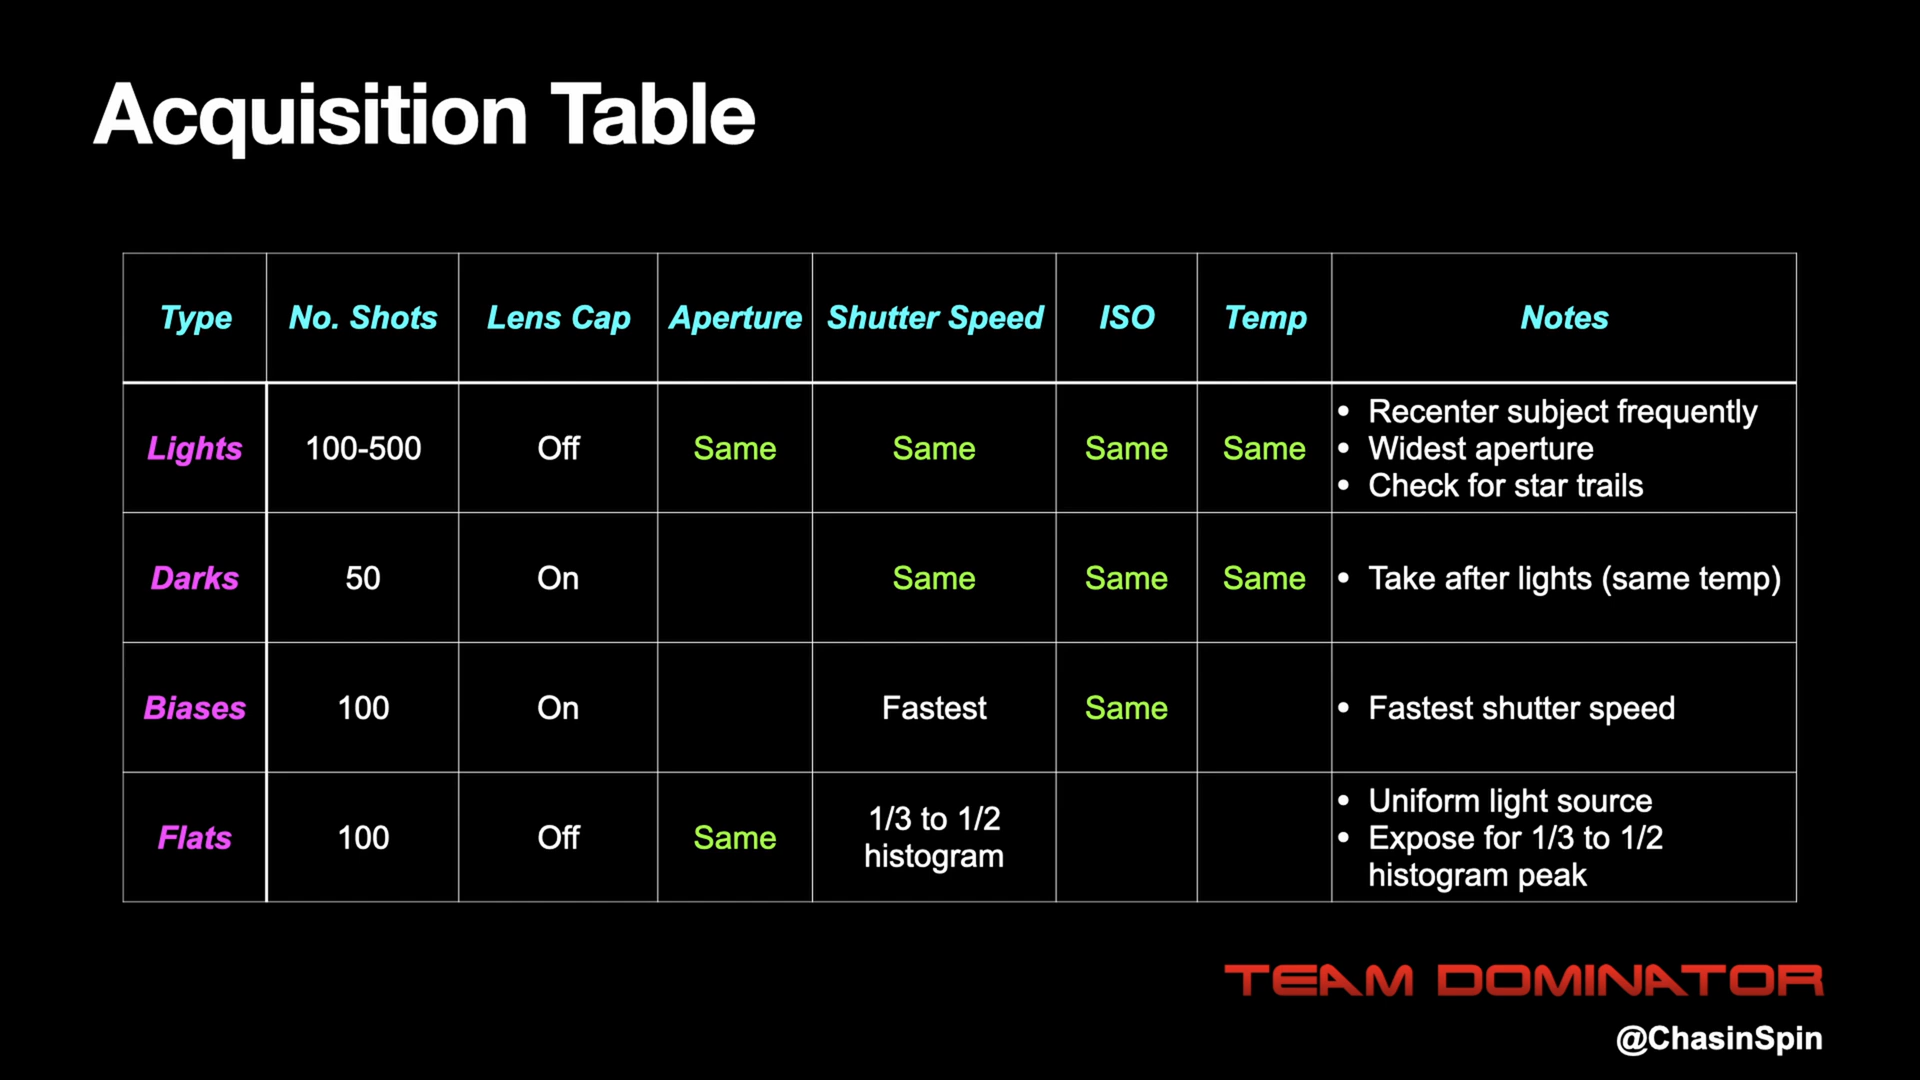 Acquisition Table
Type No. Shots Lens Cap Aperture Shutter Speed ISO Temp Notes
Lights 100-500 Off Same Same Same Same
• Recenter subject frequently
• Widest aperture
• Check for star trails
Darks 50 On Same Same Same • Take after lights (same temp)
Biases 100 On Fastest Same • Fastest shutter speed
Flats 100 Off Same
1/3 to 1/2
histogram
• Uniform light source
• Expose for 1/3 to 1/2
histogram peak
TEAM DOMINATOR
@ChasinSpin